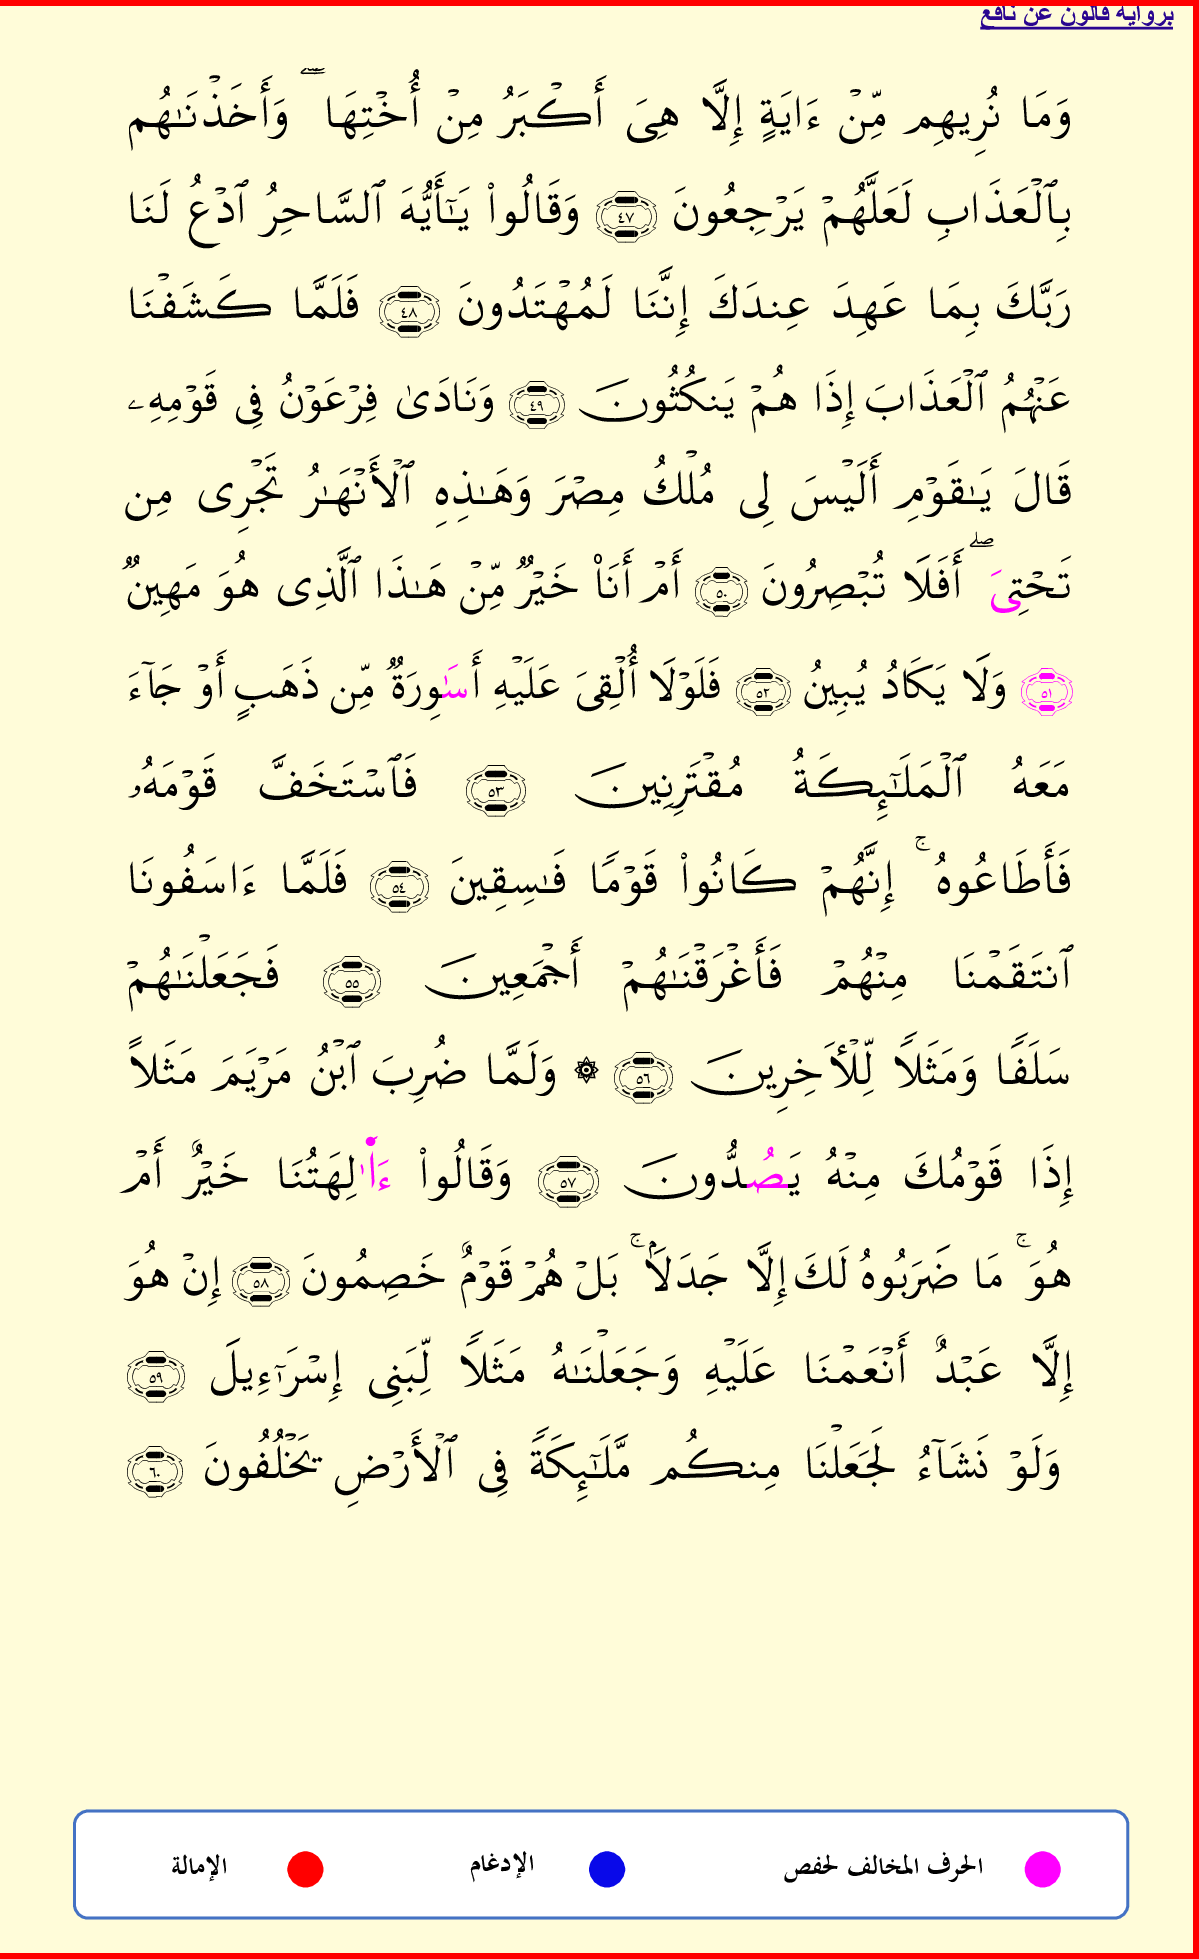 برواية قالون عن نافع
وَمَا نُرِيهِم مِّنْ ءَايَةٍ إِلَّا هِىَ أَكْبَرُ مِنْ أُخْتِهَا ۖ وَأَخَذْنَٰهُم
بِٱلْعَذَابِ لَعَلَّهُمْ يَرْجِعُونَ ٤٧ وَقَالُوا۟ يَٰٓأَيُّهَ ٱلسَّاحِرُ ٱدْعُ لَنَا
رَبَّكَ بِمَا عَهِدَ عِندَكَ إِنَّنَا لَمُهْتَدُونَ ٤٨ فَلَمَّا كَشَفْنَا
عَنْهُمُ ٱلْعَذَابَ إِذَا هُمْ يَنكُثُونَ ٤٩ وَنَادَىٰ فِرْعَوْنُ فِى قَوْمِهِۦ
قَالَ يَٰقَوْمِ أَلَيْسَ لِى مُلْكُ مِصْرَ وَهَٰذِهِ ٱلْأَنْهَٰرُ تَجْرِى مِن
تَحْتِىَ ۖ أَفَلَا تُبْصِرُونَ ٥٠ أَمْ أَنَا۠ خَيْرٌ مِّنْ هَٰذَا ٱلَّذِى هُوَ مَهِينٌ
٥١ وَلَا يَكَادُ يُبِينُ ٥٢ فَلَوْلَا أُلْقِىَ عَلَيْهِ أَسَٰوِرَةٌ مِّن ذَهَبٍ أَوْ جَآءَ
مَعَهُ ٱلْمَلَٰٓئِكَةُ مُقْتَرِنِينَ ٥٣ فَٱسْتَخَفَّ قَوْمَهُۥ
فَأَطَاعُوهُ ۚ إِنَّهُمْ كَانُوا۟ قَوْمًا فَٰسِقِينَ ٥٤ فَلَمَّا ءَاسَفُونَا
ٱنتَقَمْنَا مِنْهُمْ فَأَغْرَقْنَٰهُمْ أَجْمَعِينَ ٥٥ فَجَعَلْنَٰهُمْ
سَلَفًا وَمَثَلًا لِّلْأَخِرِينَ ٥٦ ۞ وَلَمَّا ضُرِبَ ٱبْنُ مَرْيَمَ مَثَلًا
إِذَا قَوْمُكَ مِنْهُ يَصُدُّونَ ٥٧ وَقَالُوا۟ ءَاٰ۬لِهَتُنَا خَيْرٌ أَمْ
هُوَ ۚ مَا ضَرَبُوهُ لَكَ إِلَّا جَدَلَۢا ۚ بَلْ هُمْ قَوْمٌ خَصِمُونَ ٥٨ إِنْ هُوَ
إِلَّا عَبْدٌ أَنْعَمْنَا عَلَيْهِ وَجَعَلْنَٰهُ مَثَلًا لِّبَنِى إِسْرَآءِيلَ ٥٩
وَلَوْ نَشَآءُ لَجَعَلْنَا مِنكُم مَّلَٰٓئِكَةً فِى ٱلْأَرْضِ يَخْلُفُونَ ٦٠
الحرف المخالف لحفص الإدغام الإمالة